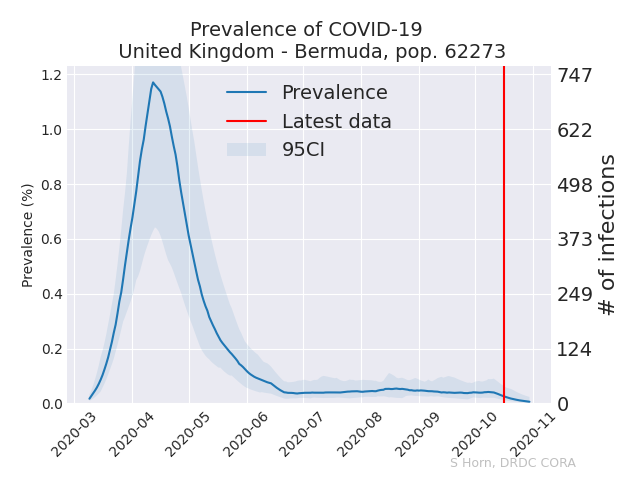 Prevalence of COVID-19
United Kingdom - Bermuda, pop. 62273
Prevalence
Latest data
95CI
Prevalence (%)
1.2
1.0
0.8
0.6
0.4
0.2
0.0
747
622
498
373
249
124
0
# of infections
2020-03
2020-04
2020-05
2020-06
2020-07
2020-08
2020-09
2020-10
2020-11
S Horn, DRDC CORA